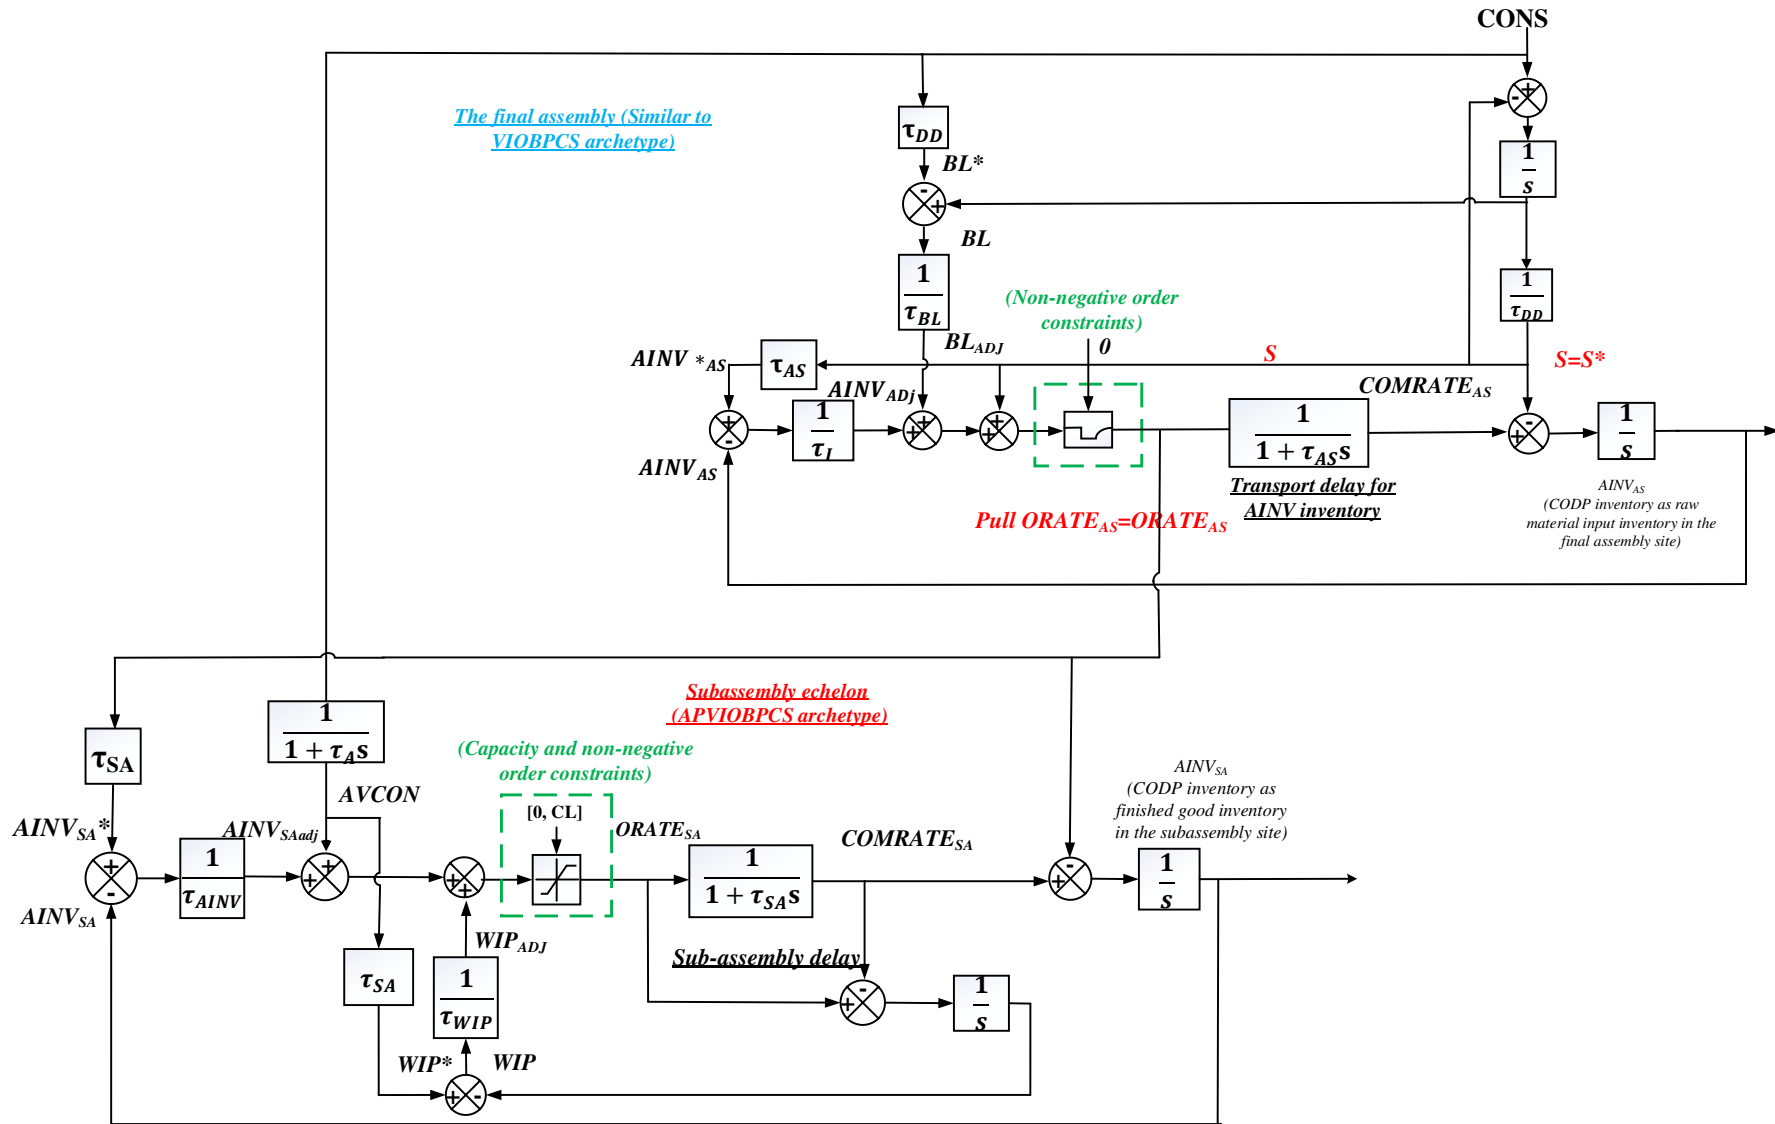 CONS
The final assembly (Similar to
VIOBPCS archetype)
τDD
BL*
1
s
BL
1
τBL
(Non-negative order
constraints)
1
τDD
BLADJ
0
S
S=S*
AINV *AS
τAS
AINVADj
COMRATEAS
1
τI
1
1 + τASs
1
s
AINVAS
Transport delay for
AINV inventory
AINVAS
(CODP inventory as raw
material input inventory in the
final assembly site)
Pull ORATEAS=ORATEAS
Subassembly echelon
(APVIOBPCS archetype)
1
1 + τAs
τSA
(Capacity and non-negative
order constraints)
AINVSA
(CODP inventory as
finished good inventory
in the subassembly site)
AVCON
[0, CL]
AINVSA*
AINVSAadj
ORATESA
COMRATESA
1
τAINV
1
1 + τSAs
1
s
AINVSA
WIPADJ
Sub-assembly delay
τSA
1
τWIP
1
s
WIP*
WIP